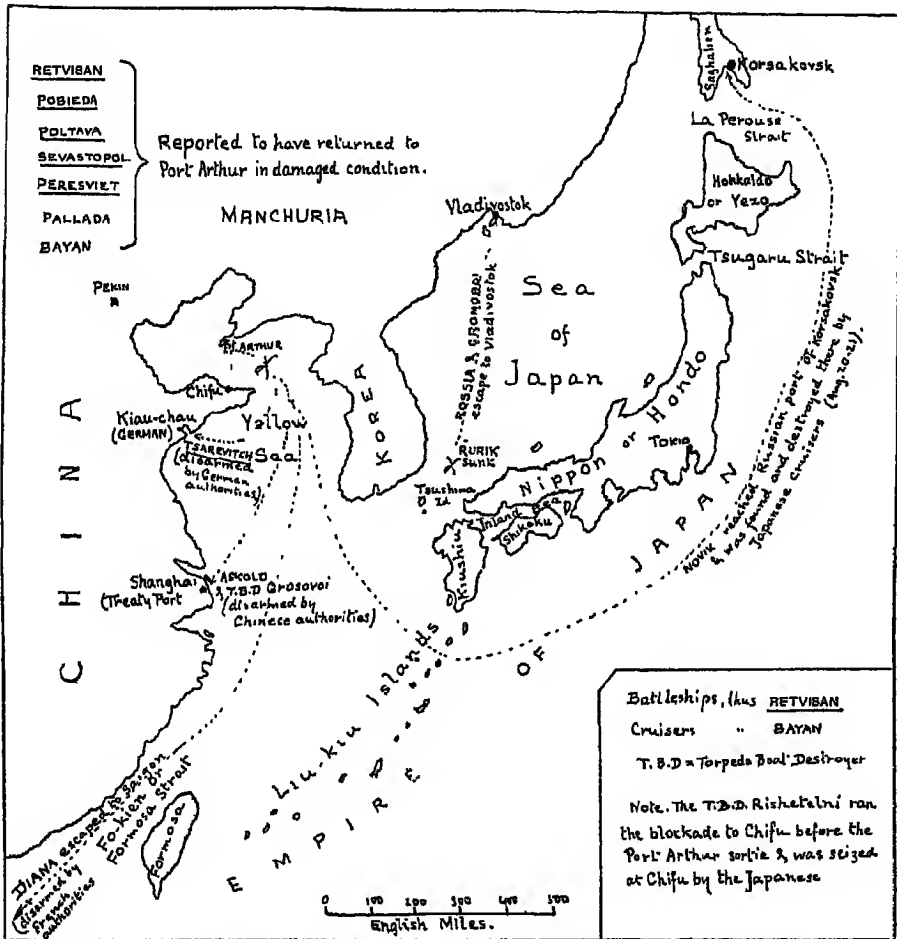 RETVISAN
POBIEDA
POLTAVA
SEVASTOPOL
PERESVIET
PALLADA
BAYAN
Reported to have returned to
Port Arthur in damaged condition.
MANCHURIA
PEKIN
Pt. ARTHUR
Chifu
Kiau-chau
(GERMAN)
Yellow
Sea
TSAREVITCH
(disarmed
by German
authorities)
CHINA
KOREA
Vladivostok
ROSSIA & GROMOBOI
escape to Vladivostok
Sea
of
Japan
RURIK
SUNK
Tsushima
Id
Saghalien
Korsakovsk
La Perouse
Strait
Hokkaido
or Yezo
Tsugaru Strait
Nippon or Hondo
TOKIO
Inland Sea
Shikoku
Kiushiu
NOVIK reached Russian port of Korsakovsk
& was found and destroyed there by
Japanese Cruisers (Aug. 20-21).
Shanghai
(Treaty Port
ASKOLD
& T.B.D Grosovoi
(disarmed by
Chinese authorities)
Liu-kiu Islands
EMPIRE OF JAPAN
DIANA escaped to Saigon
(disarmed by
French
authorities
Fo-kien or
Formosa Strait
Formosa
0 100 200 300 400 500
English Miles.
Battleships, thus RETVISAN
Cruisers " BAYAN
T.B.D = Torpedo Boat Destroyer
Note. The T.B.D. Rishetelni ran
the blockade to Chifu before the
Port Arthur sortie & was seized
at Chifu by the Japanese